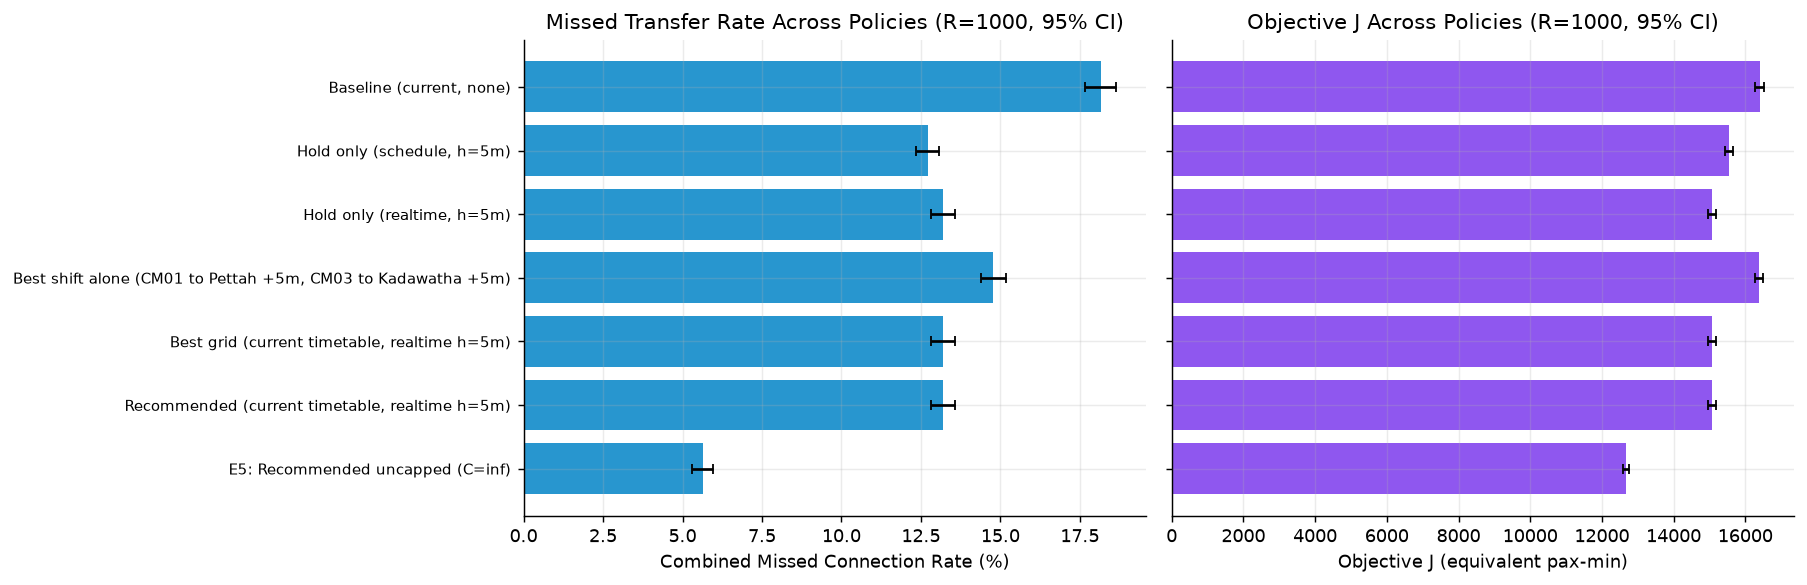 Missed Transfer Rate Across Policies (R=1000, 95% CI)
Baseline (current, none)
Hold only (schedule, h=5m)
Hold only (realtime, h=5m)
Best shift alone (CM01 to Pettah +5m, CM03 to Kadawatha +5m)
Best grid (current timetable, realtime h=5m)
Recommended (current timetable, realtime h=5m)
E5: Recommended uncapped (C=inf)
0.0 2.5 5.0 7.5 10.0 12.5 15.0 17.5
Combined Missed Connection Rate (%)
Objective J Across Policies (R=1000, 95% CI)
0 2000 4000 6000 8000 10000 12000 14000 16000
Objective J (equivalent pax-min)